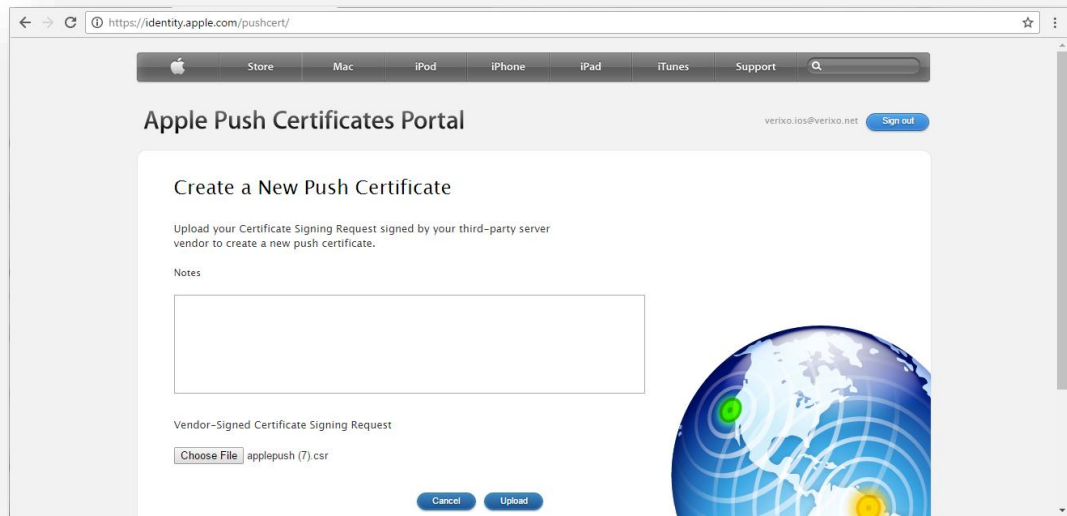 https://identity.apple.com/pushcert/
Store Mac iPod iPhone iPad iTunes Support
Apple Push Certificates Portal
verixo.ios@verixo.net Sign out
Create a New Push Certificate
Upload your Certificate Signing Request signed by your third-party server
vendor to create a new push certificate.
Notes
Vendor-Signed Certificate Signing Request
Choose File applepush (7).csr
Cancel Upload